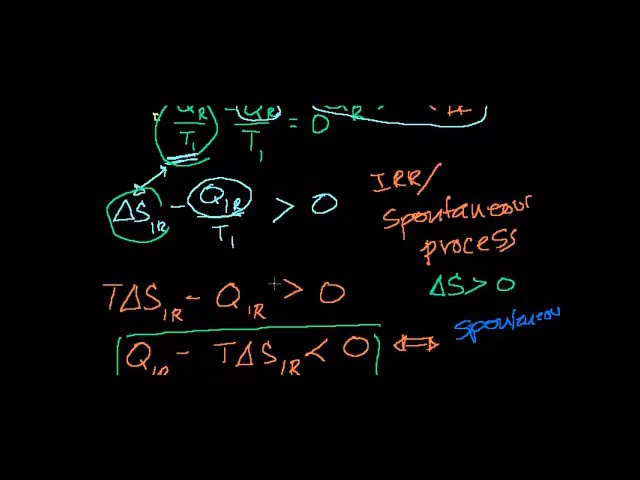 Q_R/T_1 - Q_R/T_1 = 0
ΔS_IR - Q_IR/T_1 > 0
IRR/
Spontaneous
process
ΔS > 0
TΔS_IR - Q_IR > 0
Spontaneou
Q_IR - TΔS_IR < 0 ⇔